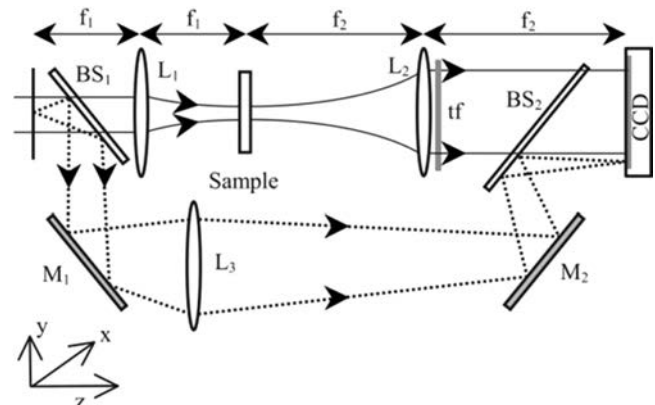 f₁ f₁ f₂ f₂
BS₁ L₁ L₂ BS₂
tf
CCD
Sample
M₁ L₃ M₂
y x
z